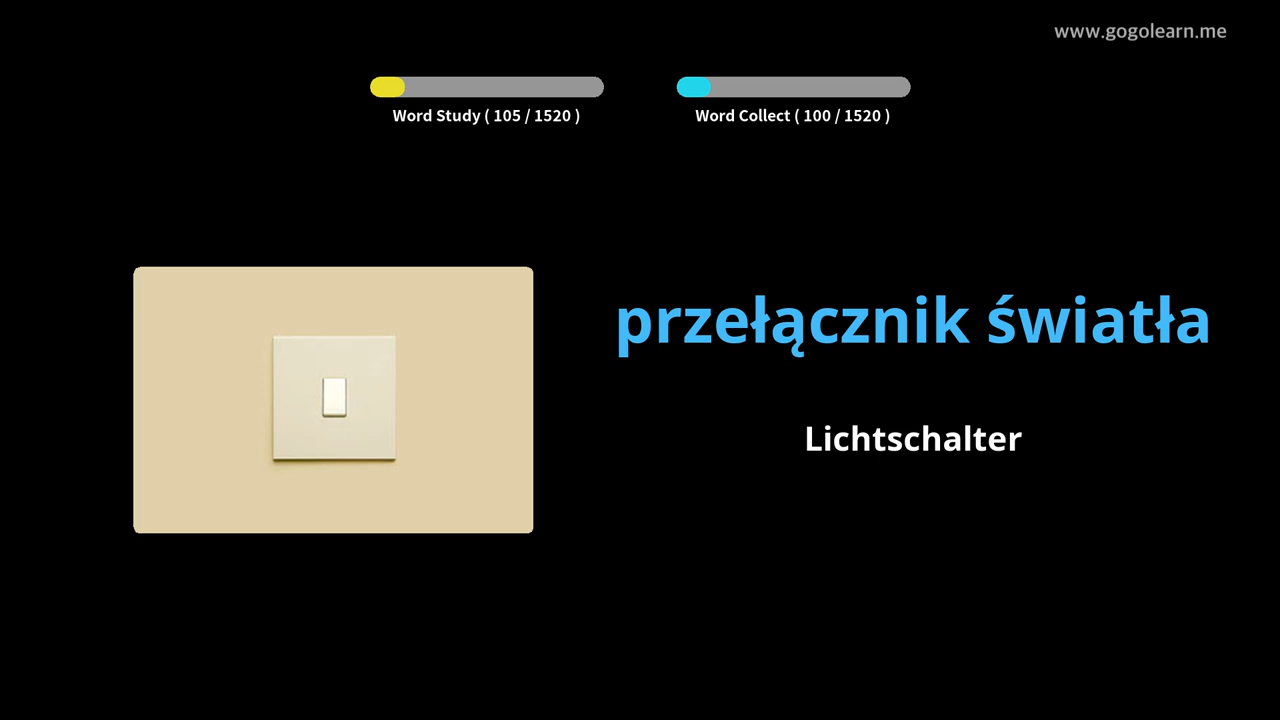 www.gogolearn.me
Word Study ( 105 / 1520 )
Word Collect ( 100 / 1520 )
przełącznik światła
Lichtschalter